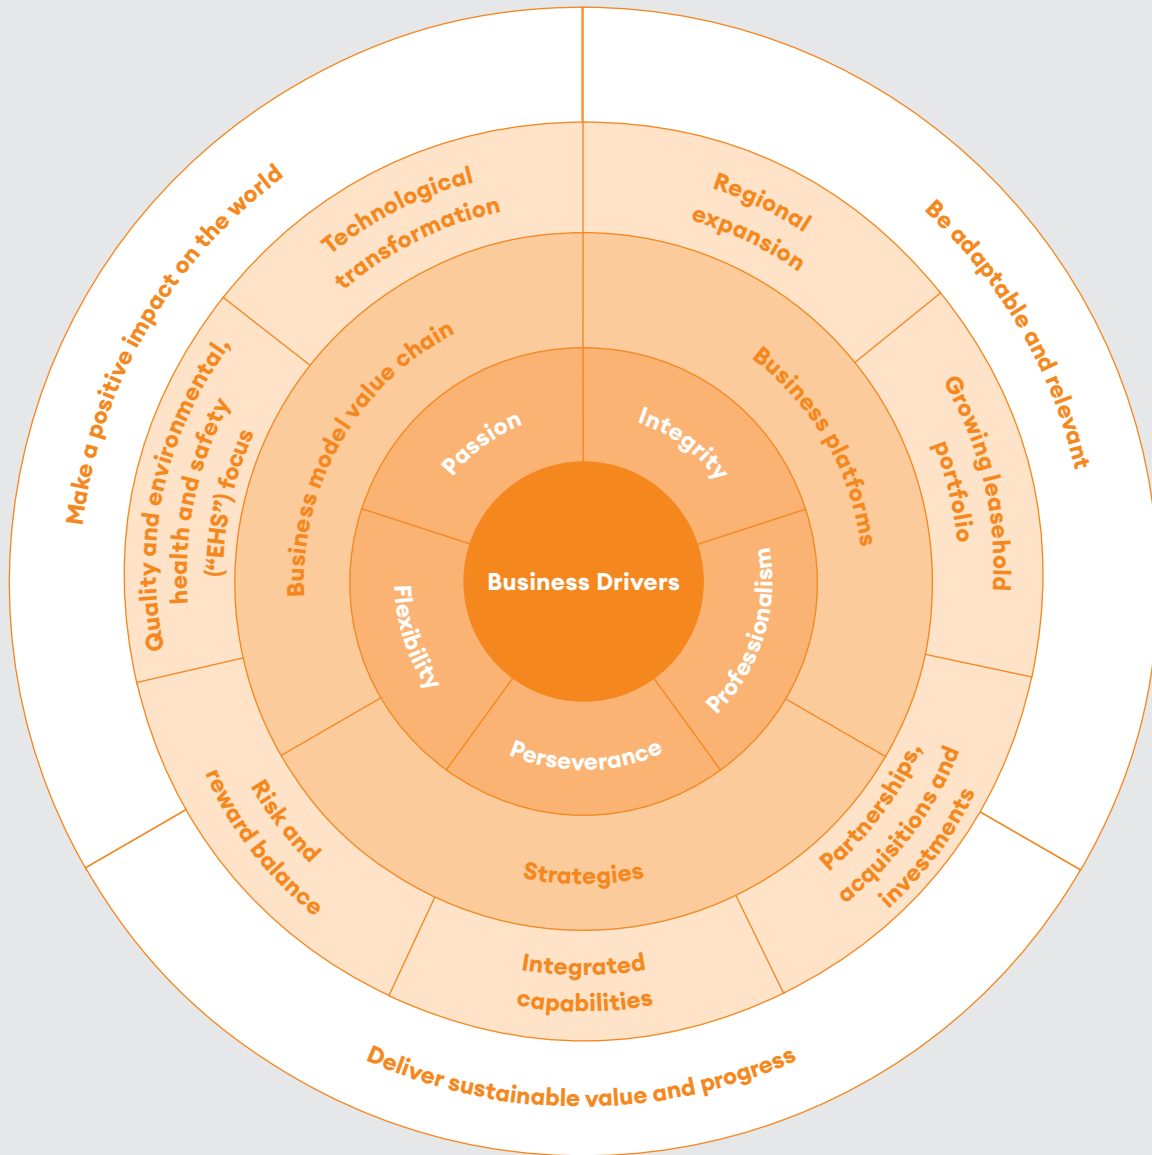 Business Drivers
Integrity
Professionalism
Perseverance
Flexibility
Passion
Business platforms
Strategies
Business model value chain
Regional
expansion
Growing leasehold
portfolio
Partnerships,
acquisitions and
investments
Integrated
capabilities
Risk and
reward balance
Quality and environmental,
health and safety
(“EHS”) focus
Technological
transformation
Be adaptable and relevant
Deliver sustainable value and progress
Make a positive impact on the world